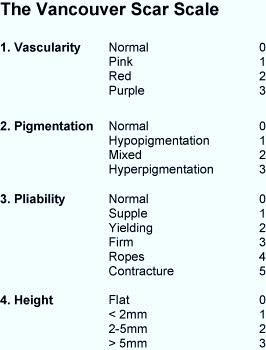 The Vancouver Scar Scale
1. Vascularity Normal 0
Pink 1
Red 2
Purple 3
2. Pigmentation Normal 0
Hypopigmentation 1
Mixed 2
Hyperpigmentation 3
3. Pliability Normal 0
Supple 1
Yielding 2
Firm 3
Ropes 4
Contracture 5
4. Height Flat 0
< 2mm 1
2-5mm 2
> 5mm 3